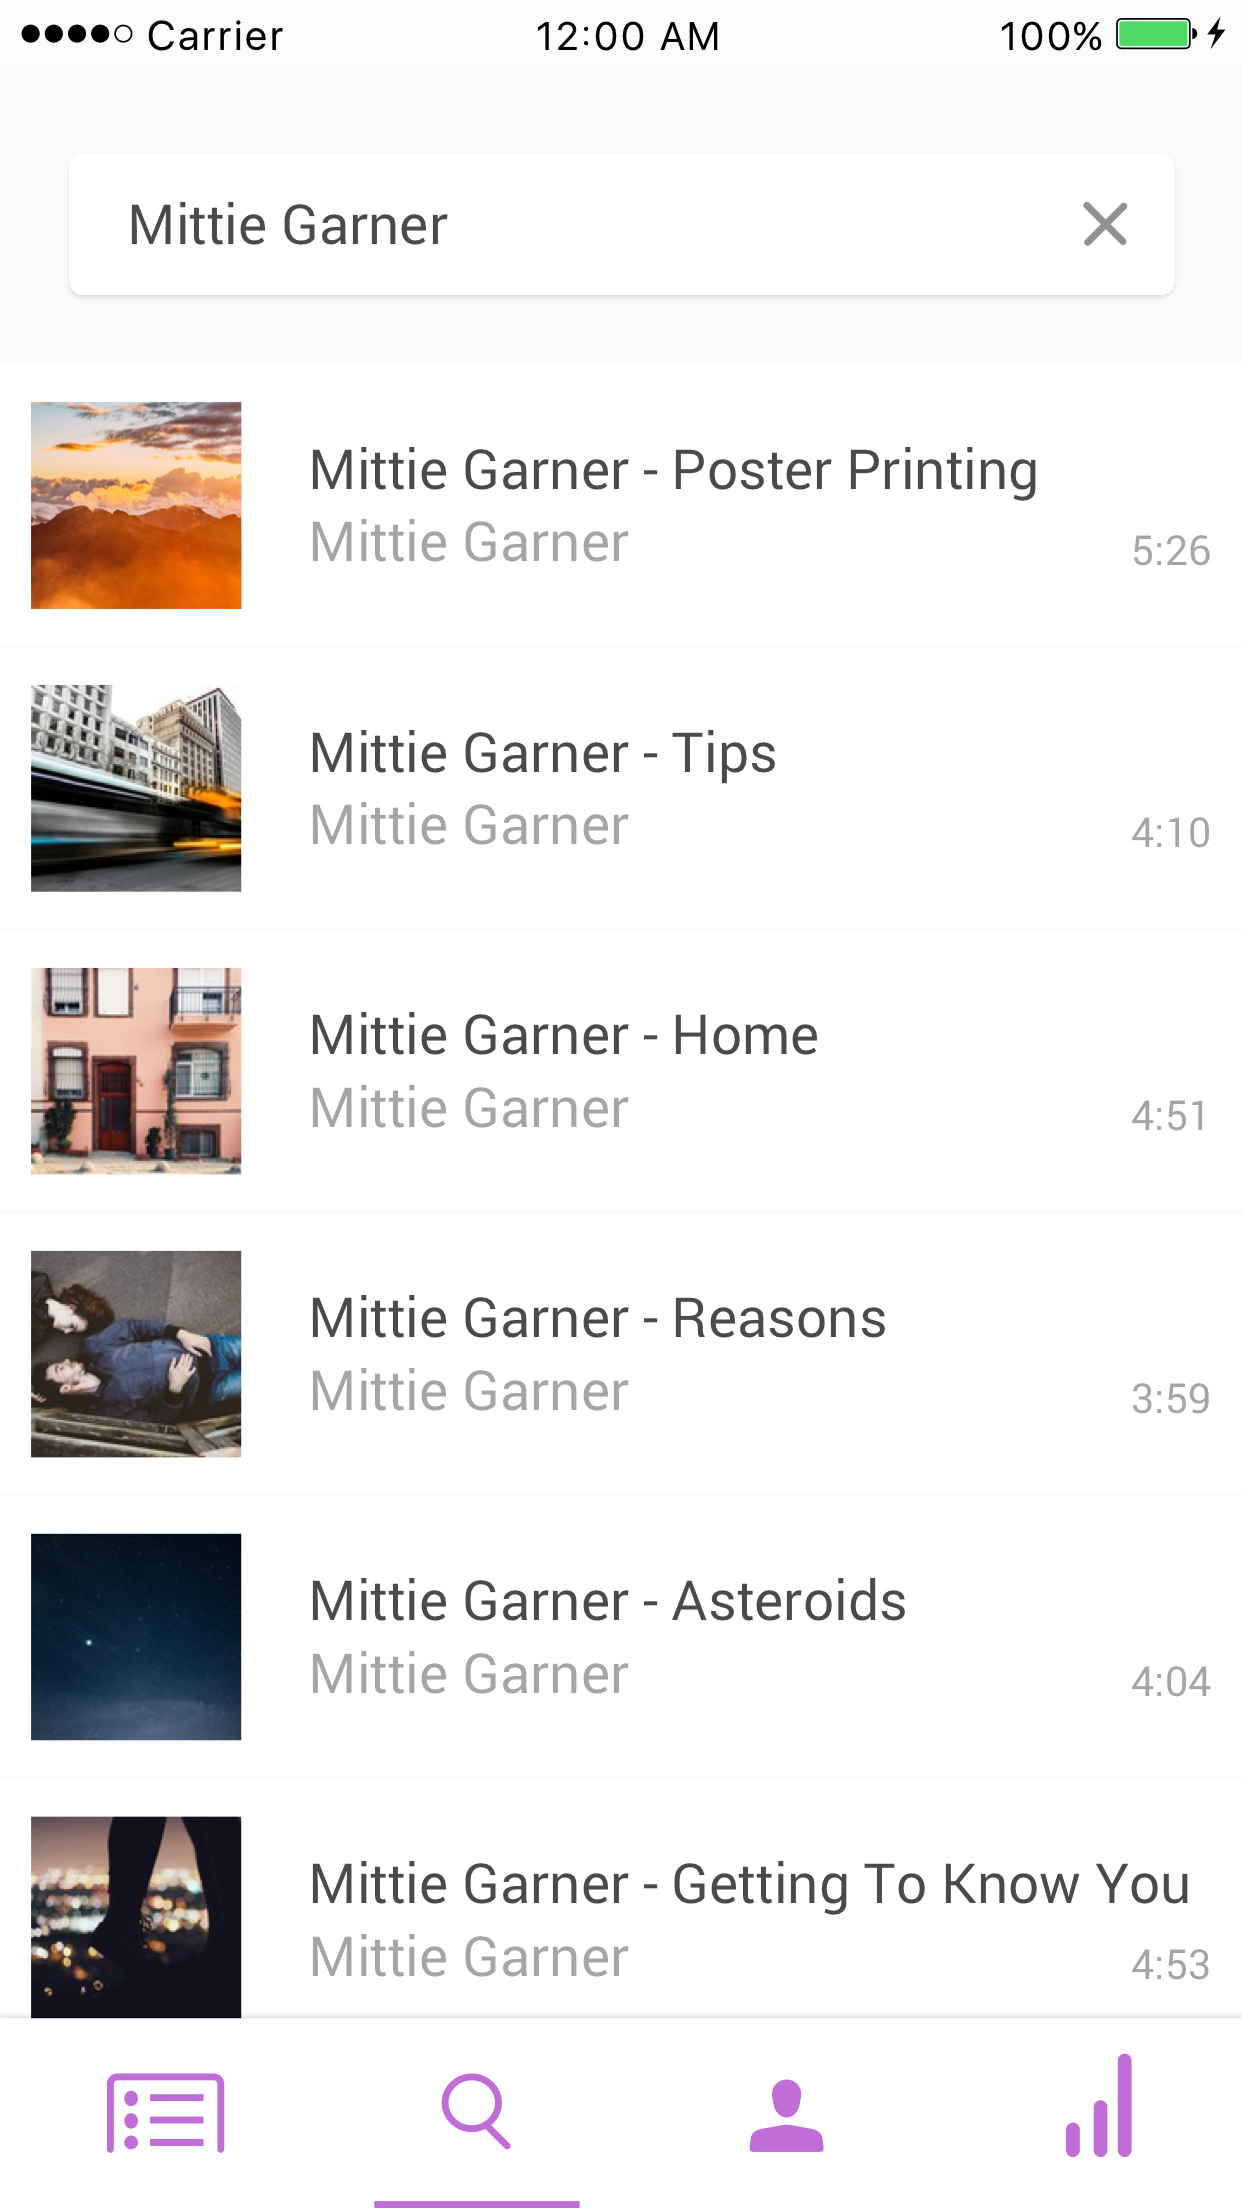 Carrier 12:00 AM 100%
Mittie Garner
Mittie Garner - Poster Printing
Mittie Garner
5:26
Mittie Garner - Tips
Mittie Garner
4:10
Mittie Garner - Home
Mittie Garner
4:51
Mittie Garner - Reasons
Mittie Garner
3:59
Mittie Garner - Asteroids
Mittie Garner
4:04
Mittie Garner - Getting To Know You
Mittie Garner
4:53